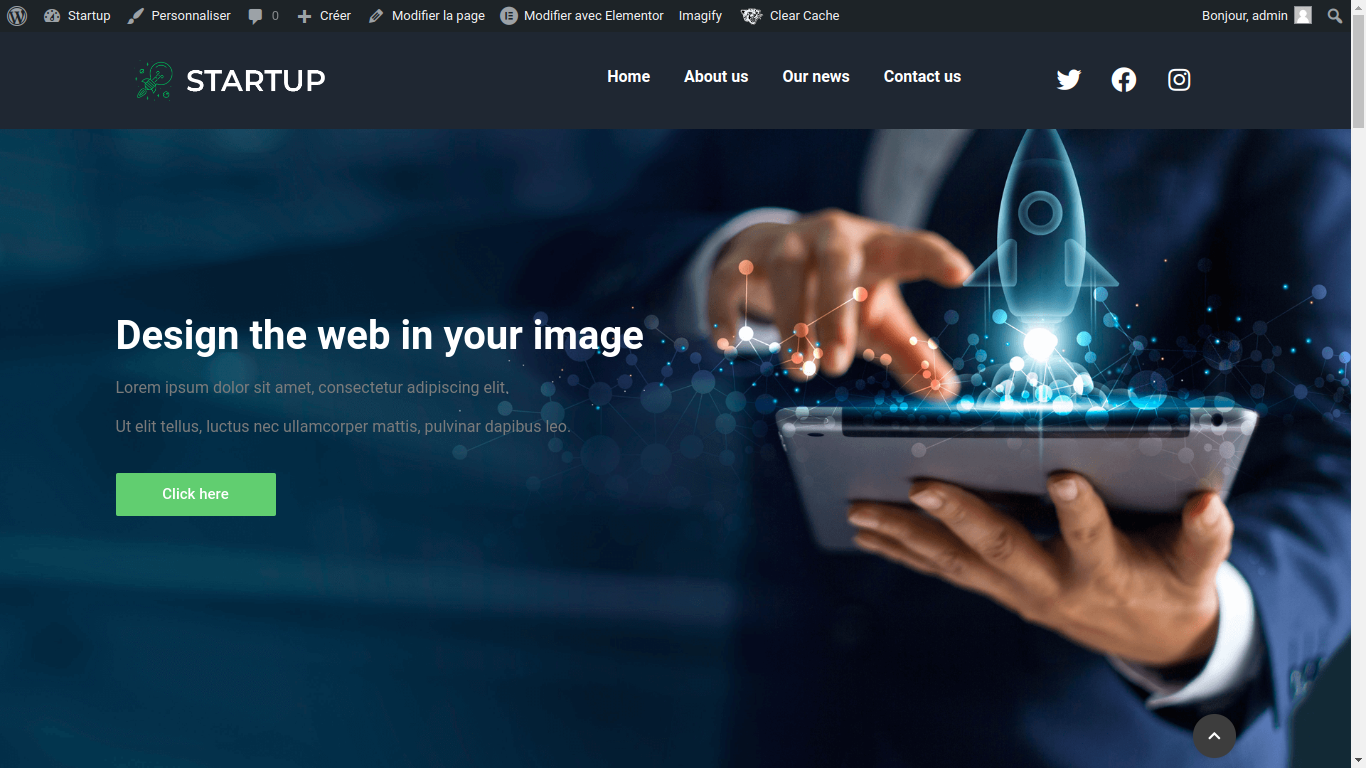 Startup Personnaliser 0 Créer Modifier la page Modifier avec Elementor Imagify Clear Cache Bonjour, admin
STARTUP Home About us Our news Contact us
Design the web in your image
Lorem ipsum dolor sit amet, consectetur adipiscing elit.
Ut elit tellus, luctus nec ullamcorper mattis, pulvinar dapibus leo.
Click here